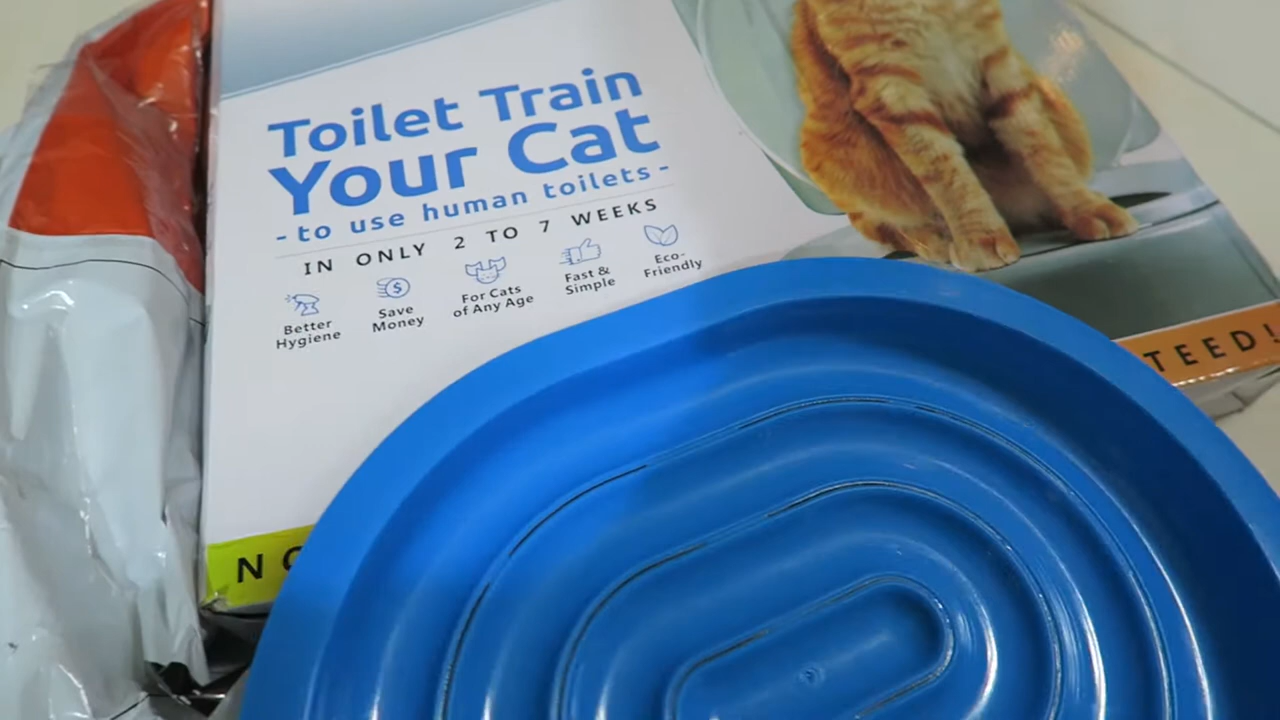 Toilet Train
Your Cat
- to use human toilets -
IN ONLY 2 TO 7 WEEKS
Better
Hygiene
Save
Money
For Cats
of Any Age
Fast &
Simple
Eco-
Friendly
TEED!